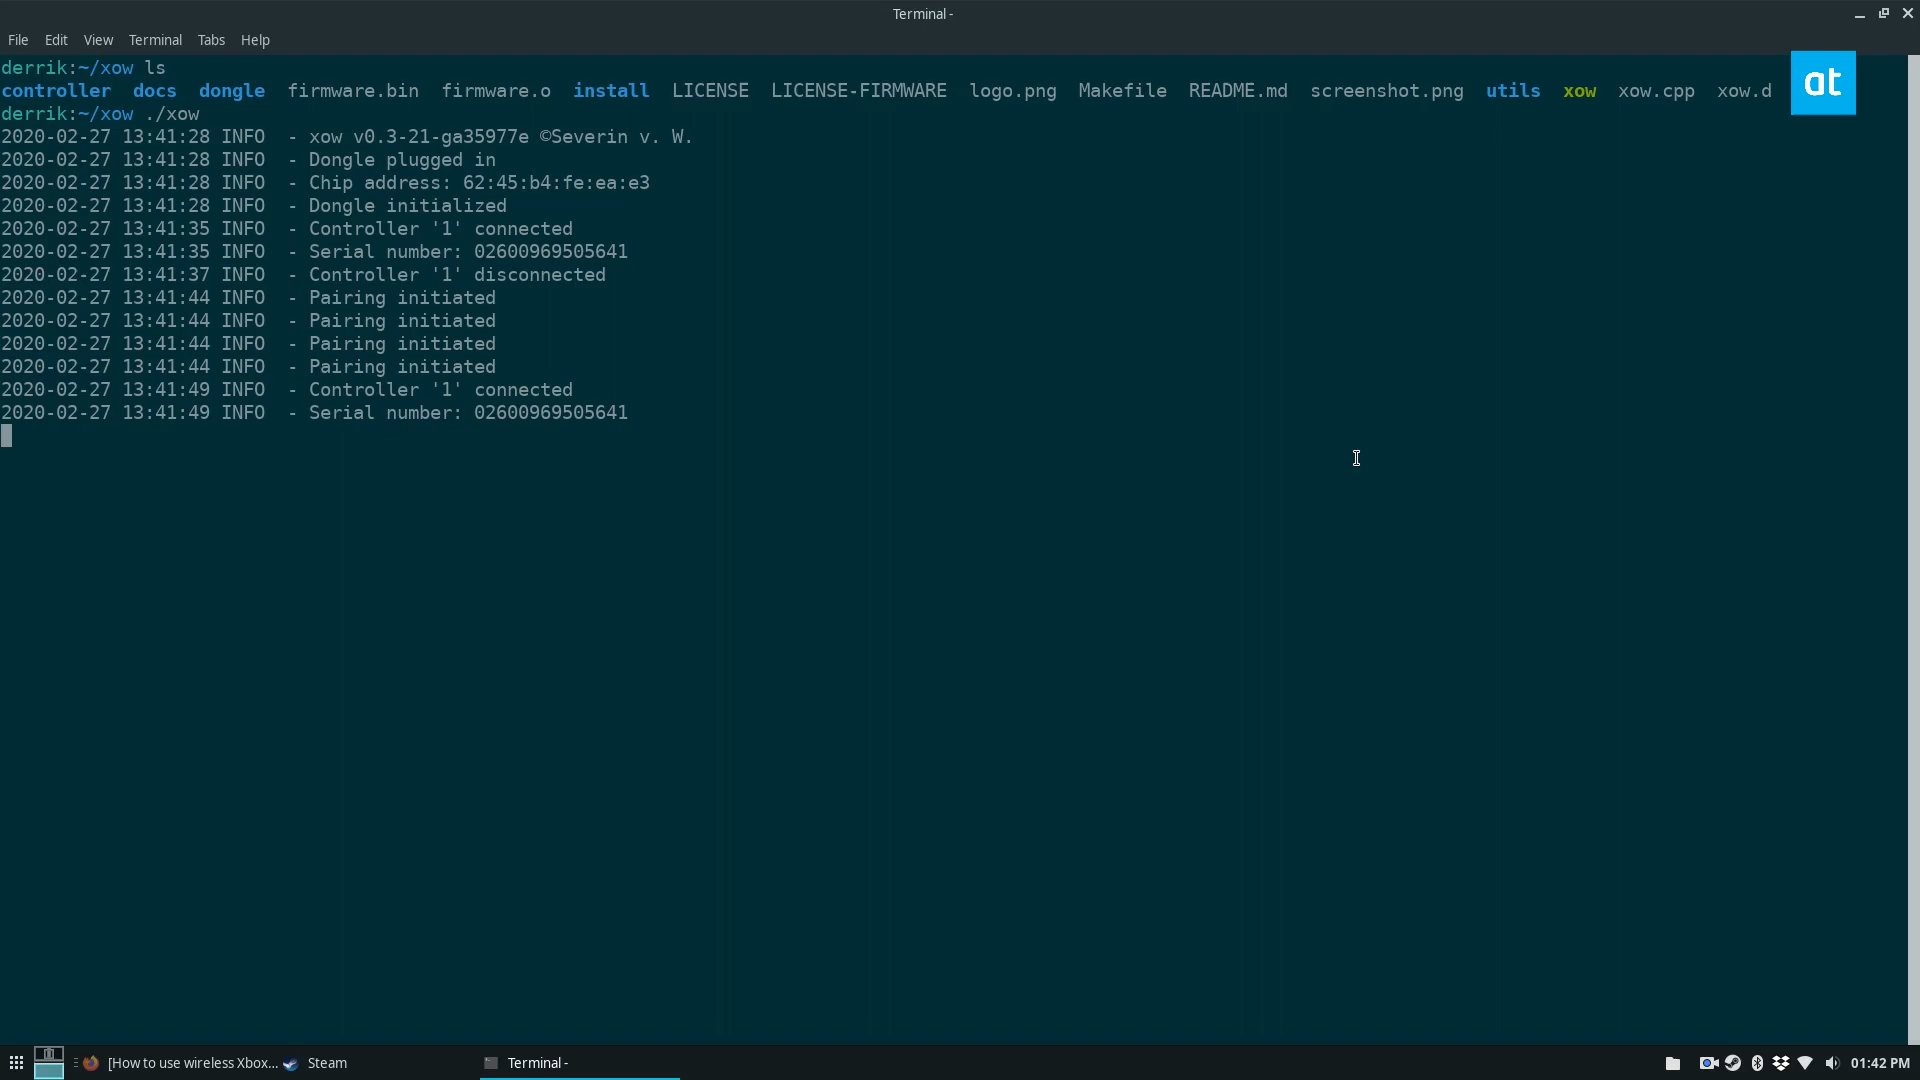 Terminal -
File Edit View Terminal Tabs Help
derrik:~/xow ls
controller docs dongle firmware.bin firmware.o install LICENSE LICENSE-FIRMWARE logo.png Makefile README.md screenshot.png utils xow xow.cpp xow.d
at
derrik:~/xow ./xow
2020-02-27 13:41:28 INFO  - xow v0.3-21-ga35977e ©Severin v. W.
2020-02-27 13:41:28 INFO  - Dongle plugged in
2020-02-27 13:41:28 INFO  - Chip address: 62:45:b4:fe:ea:e3
2020-02-27 13:41:28 INFO  - Dongle initialized
2020-02-27 13:41:35 INFO  - Controller '1' connected
2020-02-27 13:41:35 INFO  - Serial number: 02600969505641
2020-02-27 13:41:37 INFO  - Controller '1' disconnected
2020-02-27 13:41:44 INFO  - Pairing initiated
2020-02-27 13:41:44 INFO  - Pairing initiated
2020-02-27 13:41:44 INFO  - Pairing initiated
2020-02-27 13:41:44 INFO  - Pairing initiated
2020-02-27 13:41:49 INFO  - Controller '1' connected
2020-02-27 13:41:49 INFO  - Serial number: 02600969505641
[How to use wireless Xbox... Steam Terminal - 01:42 PM